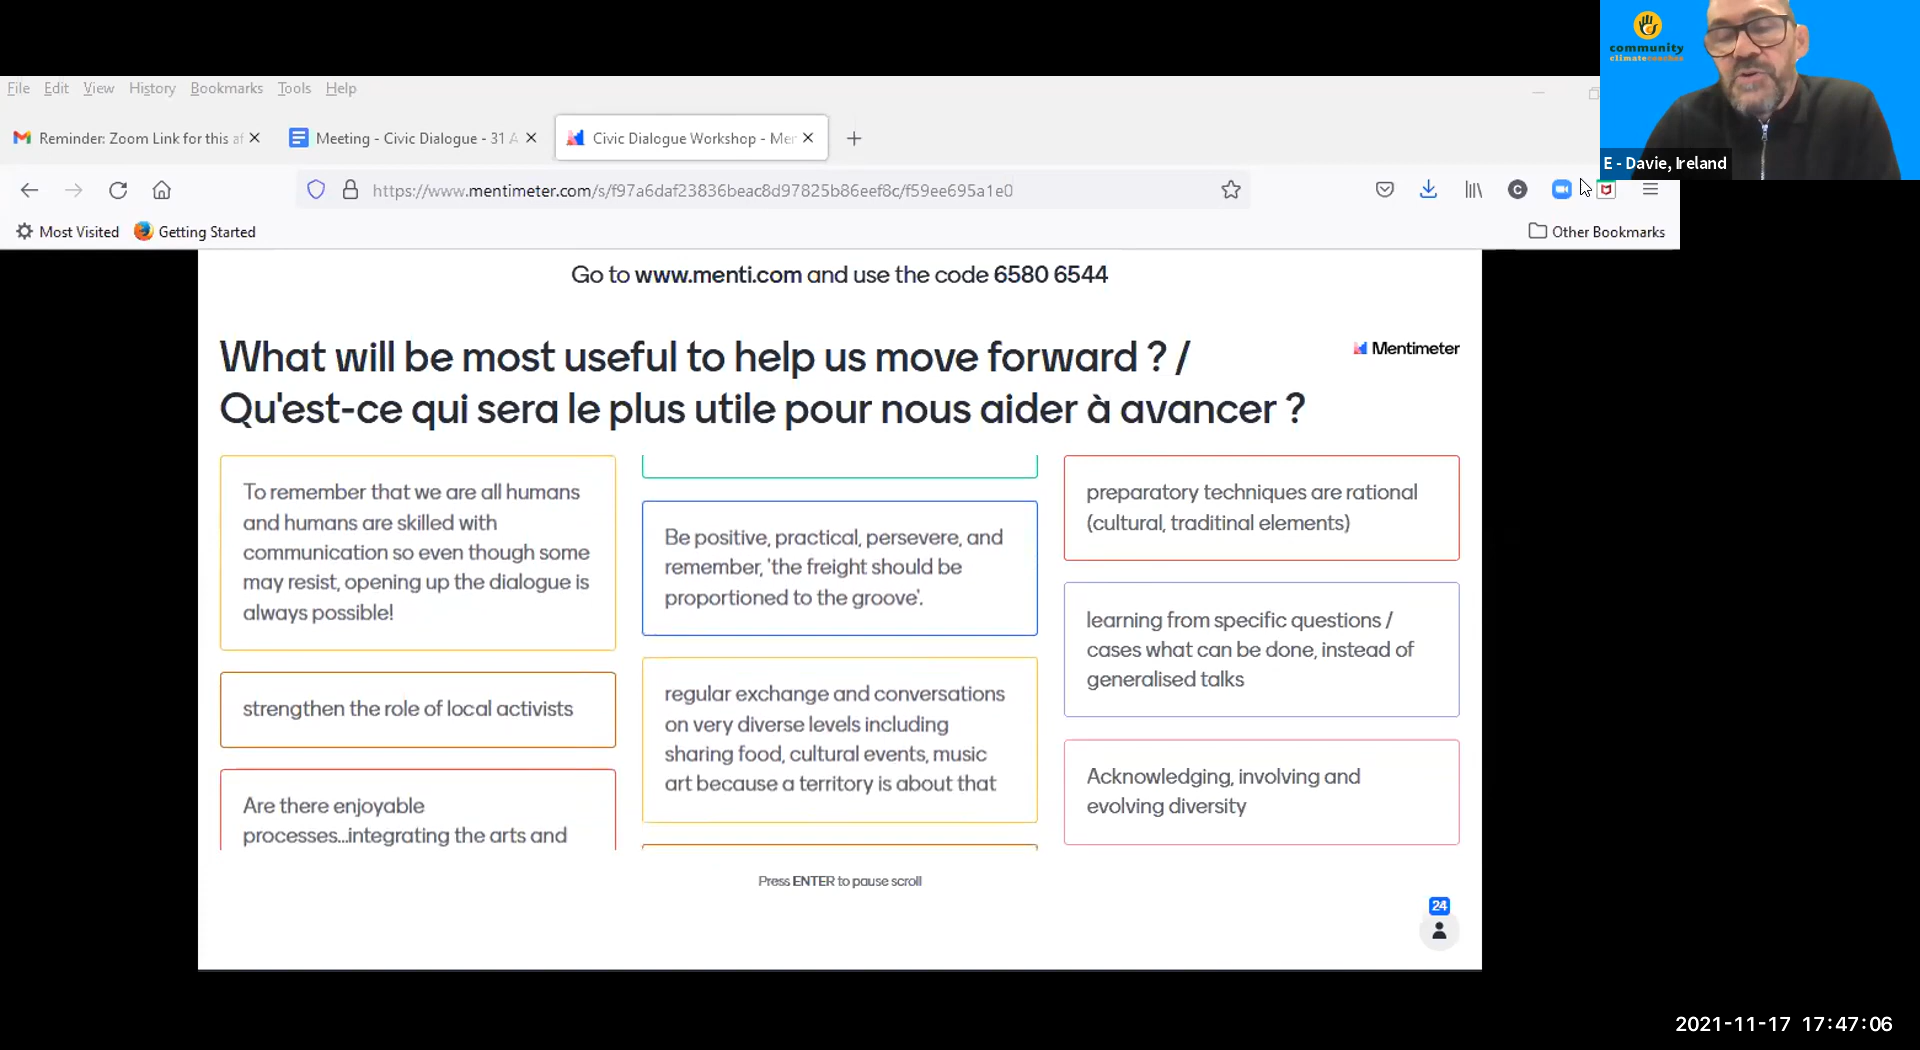 community
climatecoaches
E - Davie, Ireland
File Edit View History Bookmarks Tools Help
Reminder: Zoom Link for this af
Meeting - Civic Dialogue - 31 A
Civic Dialogue Workshop - Men
https://www.mentimeter.com/s/f97a6daf23836beac8d97825b86eef8c/f59ee695a1e0
Most Visited Getting Started Other Bookmarks
Go to www.menti.com and use the code 6580 6544
What will be most useful to help us move forward ? /
Qu'est-ce qui sera le plus utile pour nous aider à avancer ?
Mentimeter
To remember that we are all humans
and humans are skilled with
communication so even though some
may resist, opening up the dialogue is
always possible!
strengthen the role of local activists
Are there enjoyable
processes...integrating the arts and
Be positive, practical, persevere, and
remember, 'the freight should be
proportioned to the groove'.
regular exchange and conversations
on very diverse levels including
sharing food, cultural events, music
art because a territory is about that
preparatory techniques are rational
(cultural, traditinal elements)
learning from specific questions /
cases what can be done, instead of
generalised talks
Acknowledging, involving and
evolving diversity
Press ENTER to pause scroll
24
2021-11-17 17:47:06